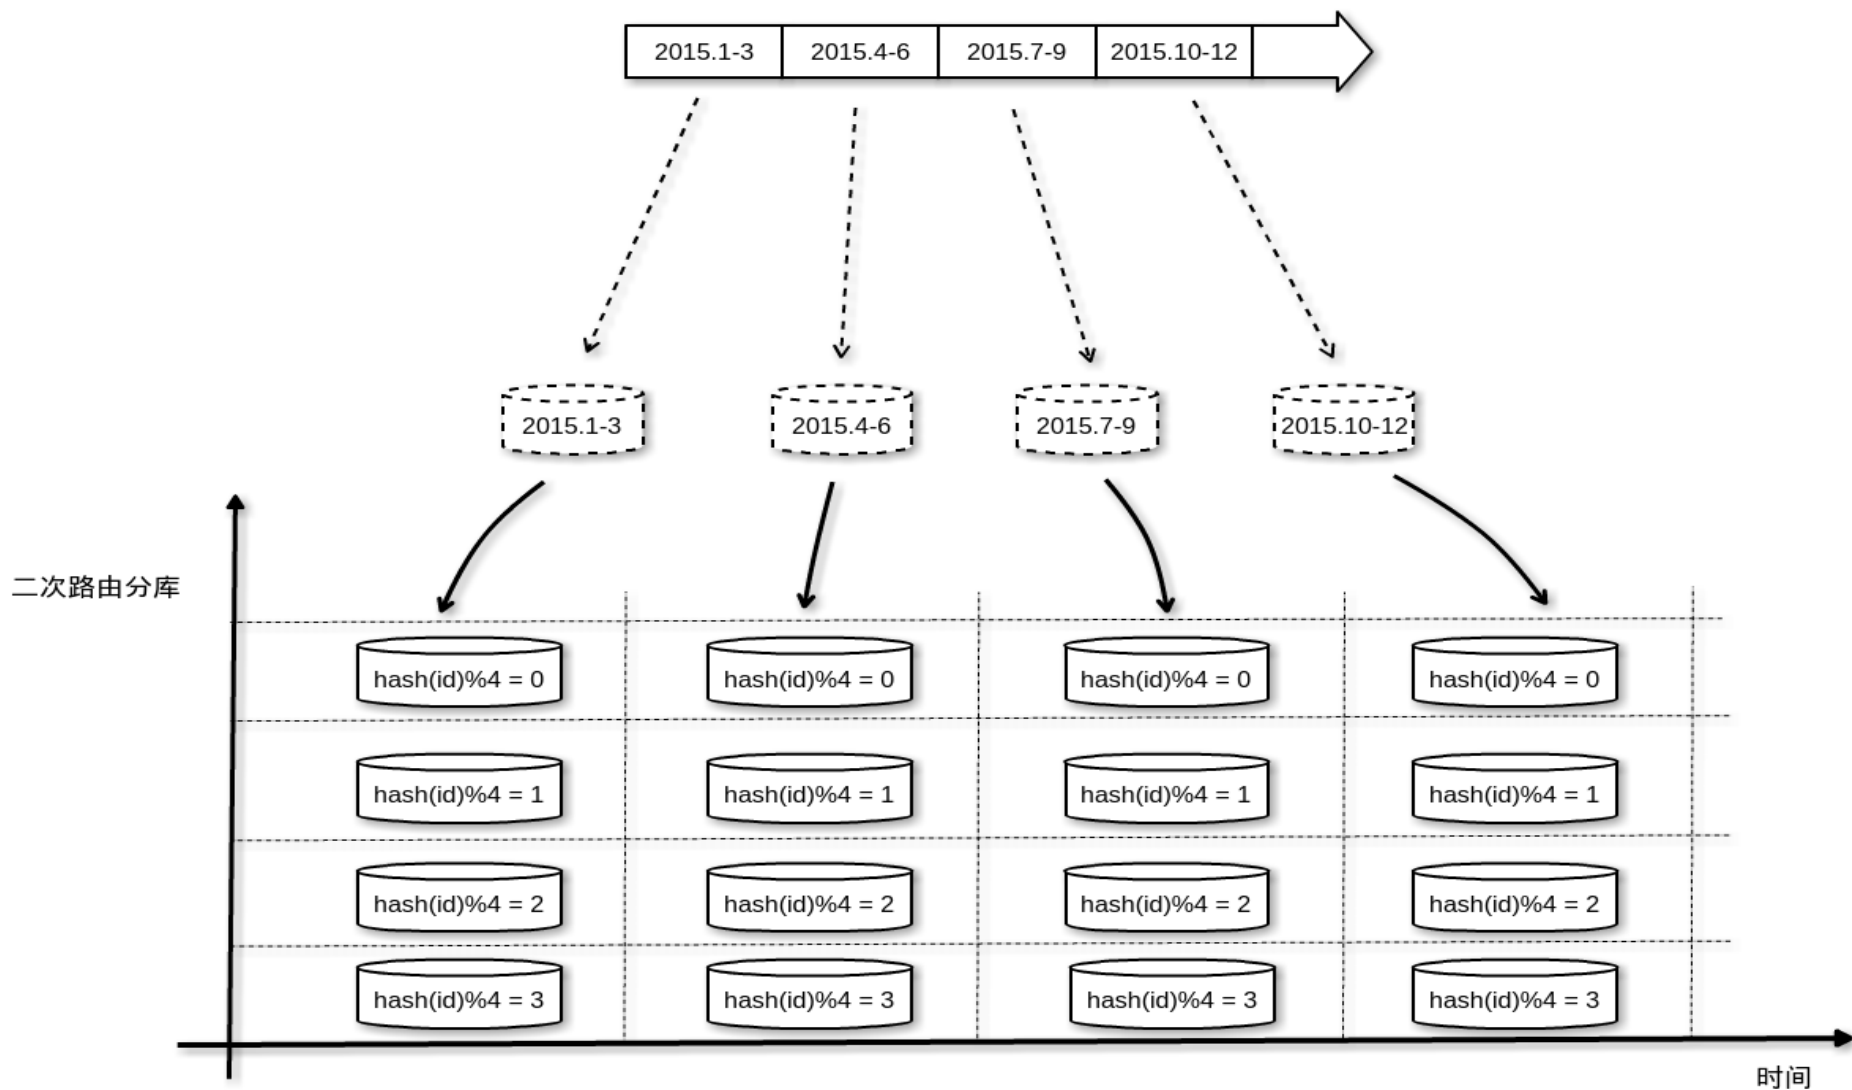 2015.1-3
2015.4-6
2015.7-9
2015.10-12
2015.1-3
2015.4-6
2015.7-9
2015.10-12
二次路由分库
hash(id)%4 = 0
hash(id)%4 = 0
hash(id)%4 = 0
hash(id)%4 = 0
hash(id)%4 = 1
hash(id)%4 = 1
hash(id)%4 = 1
hash(id)%4 = 1
hash(id)%4 = 2
hash(id)%4 = 2
hash(id)%4 = 2
hash(id)%4 = 2
hash(id)%4 = 3
hash(id)%4 = 3
hash(id)%4 = 3
hash(id)%4 = 3
时间